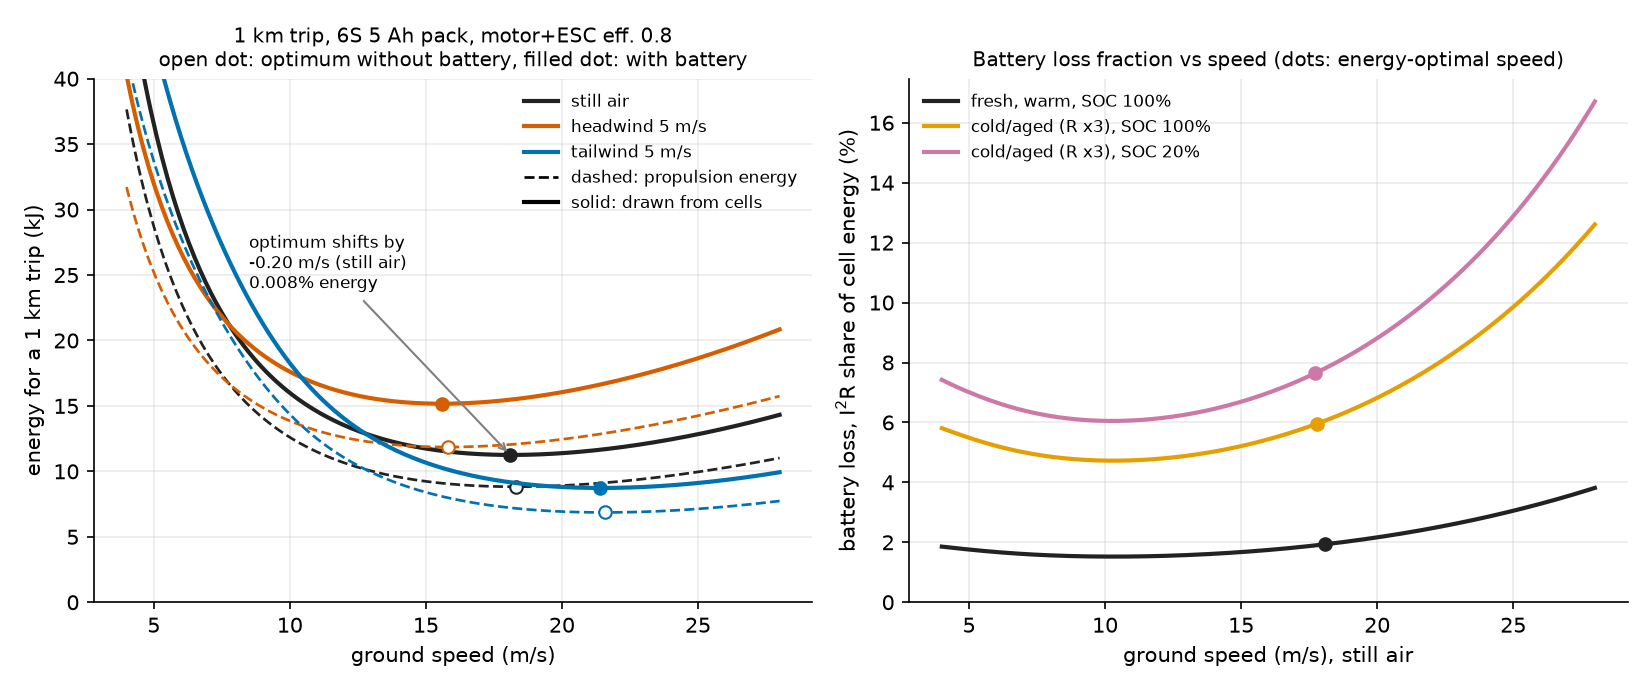 1 km trip, 6S 5 Ah pack, motor+ESC eff. 0.8
open dot: optimum without battery, filled dot: with battery
energy for a 1 km trip (kJ)
40
35
30
25
20
15
10
5
0
still air
headwind 5 m/s
tailwind 5 m/s
dashed: propulsion energy
solid: drawn from cells
optimum shifts by
-0.20 m/s (still air)
0.008% energy
5
10
15
20
25
ground speed (m/s)
Battery loss fraction vs speed (dots: energy-optimal speed)
battery loss, I²R share of cell energy (%)
16
14
12
10
8
6
4
2
0
fresh, warm, SOC 100%
cold/aged (R x3), SOC 100%
cold/aged (R x3), SOC 20%
5
10
15
20
25
ground speed (m/s), still air